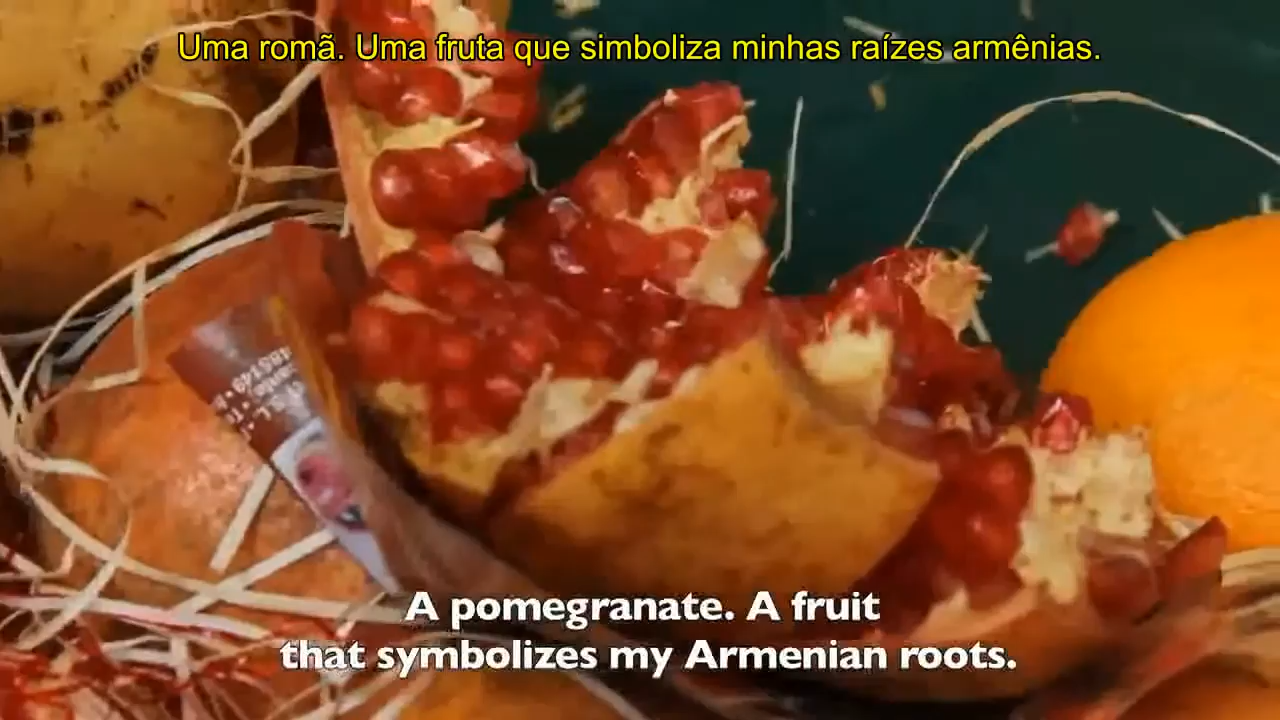 Uma romã. Uma fruta que simboliza minhas raízes armênias.
A pomegranate. A fruit
that symbolizes my Armenian roots.